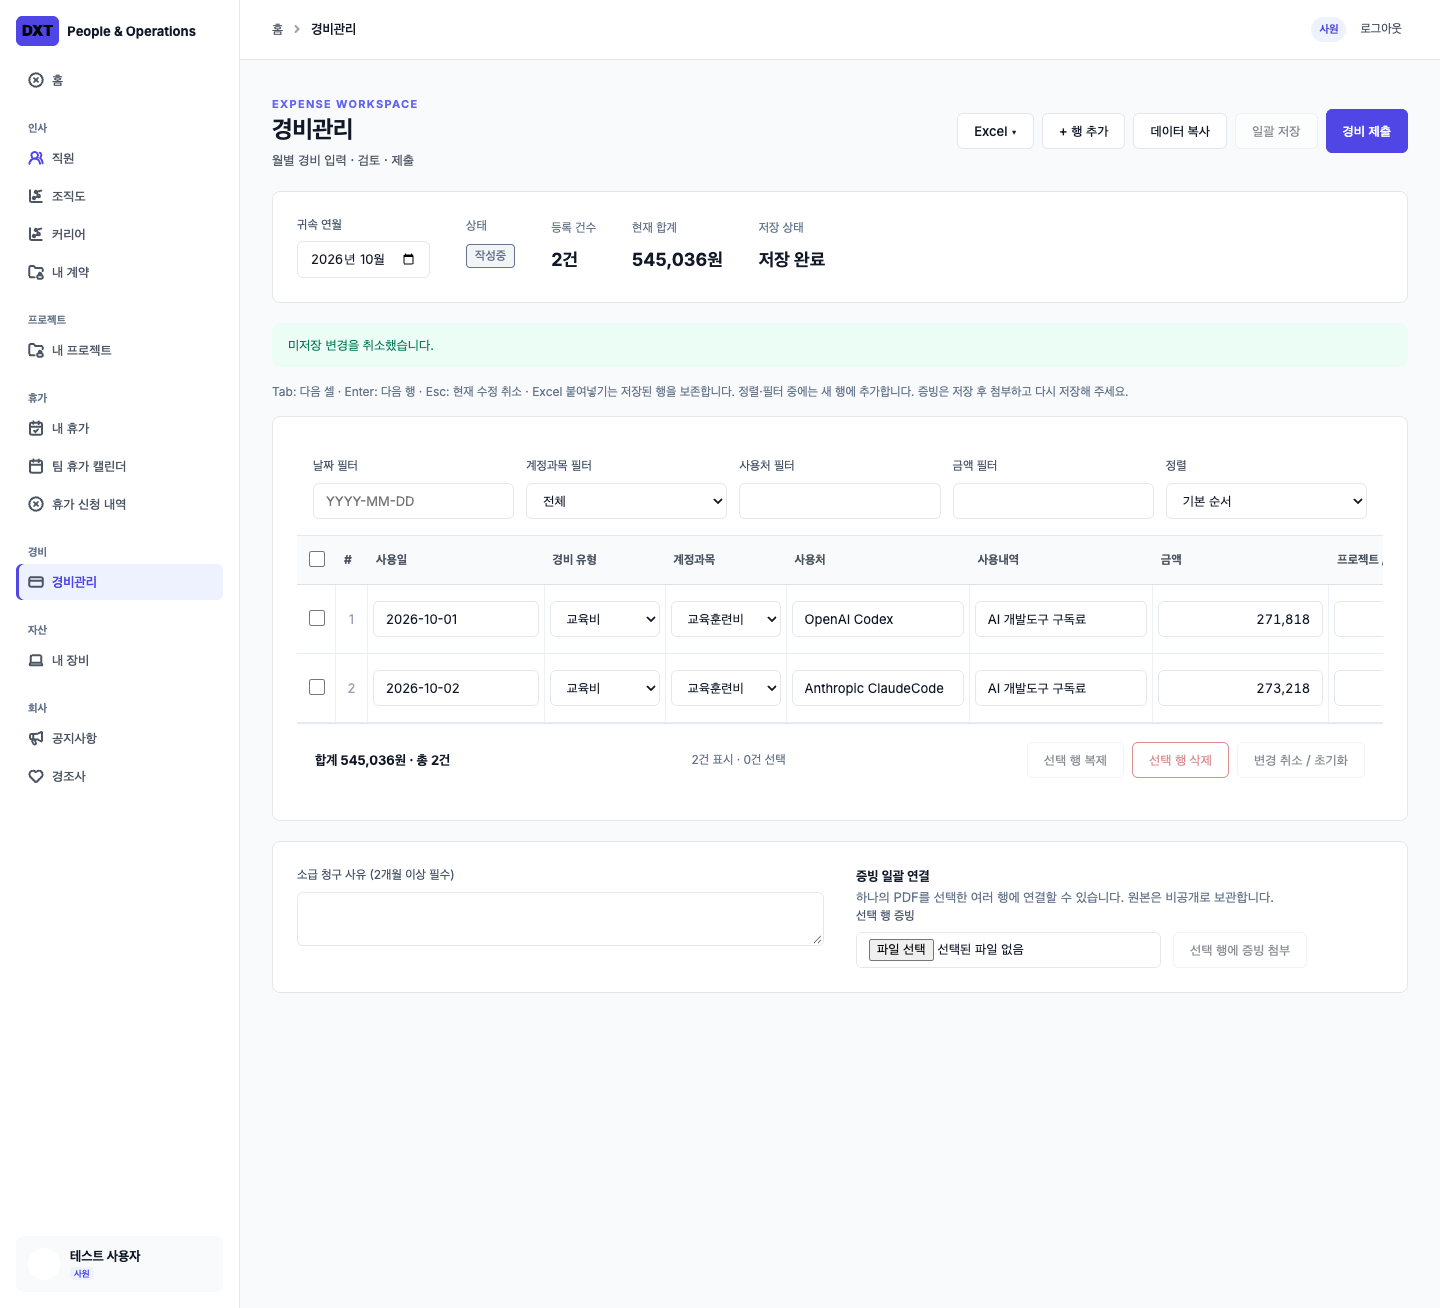 DXT People & Operations
홈
인사
직원
조직도
커리어
내 계약
프로젝트
내 프로젝트
휴가
내 휴가
팀 휴가 캘린더
휴가 신청 내역
경비
경비관리
자산
내 장비
회사
공지사항
경조사
테스트 사용자
사원
홈 > 경비관리
사원 로그아웃
EXPENSE WORKSPACE
경비관리
월별 경비 입력 · 검토 · 제출
Excel ▾ + 행 추가 데이터 복사 일괄 저장 경비 제출
귀속 연월 상태 등록 건수 현재 합계 저장 상태
2026년 10월 작성중 2건 545,036원 저장 완료
미저장 변경을 취소했습니다.
Tab: 다음 셀 · Enter: 다음 행 · Esc: 현재 수정 취소 · Excel 붙여넣기는 저장된 행을 보존합니다. 정렬·필터 중에는 새 행에 추가합니다. 증빙은 저장 후 첨부하고 다시 저장해 주세요.
날짜 필터 계정과목 필터 사용처 필터 금액 필터 정렬
YYYY-MM-DD 전체 기본 순서
# 사용일 경비 유형 계정과목 사용처 사용내역 금액 프로젝트
1 2026-10-01 교육비 교육훈련비 OpenAI Codex AI 개발도구 구독료 271,818
2 2026-10-02 교육비 교육훈련비 Anthropic ClaudeCode AI 개발도구 구독료 273,218
합계 545,036원 · 총 2건 2건 표시 · 0건 선택 선택 행 복제 선택 행 삭제 변경 취소 / 초기화
소급 청구 사유 (2개월 이상 필수)
증빙 일괄 연결
하나의 PDF를 선택한 여러 행에 연결할 수 있습니다. 원본은 비공개로 보관합니다.
선택 행 증빙
파일 선택 선택된 파일 없음 선택 행에 증빙 첨부